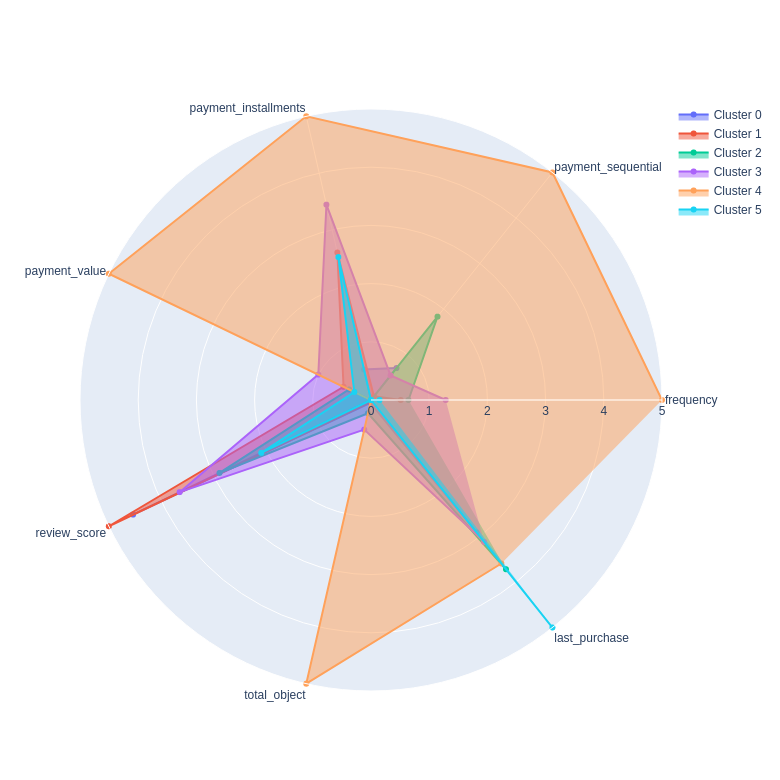 payment_installments
payment_sequential
payment_value
frequency
0 1 2 3 4 5
review_score
last_purchase
total_object
Cluster 0
Cluster 1
Cluster 2
Cluster 3
Cluster 4
Cluster 5